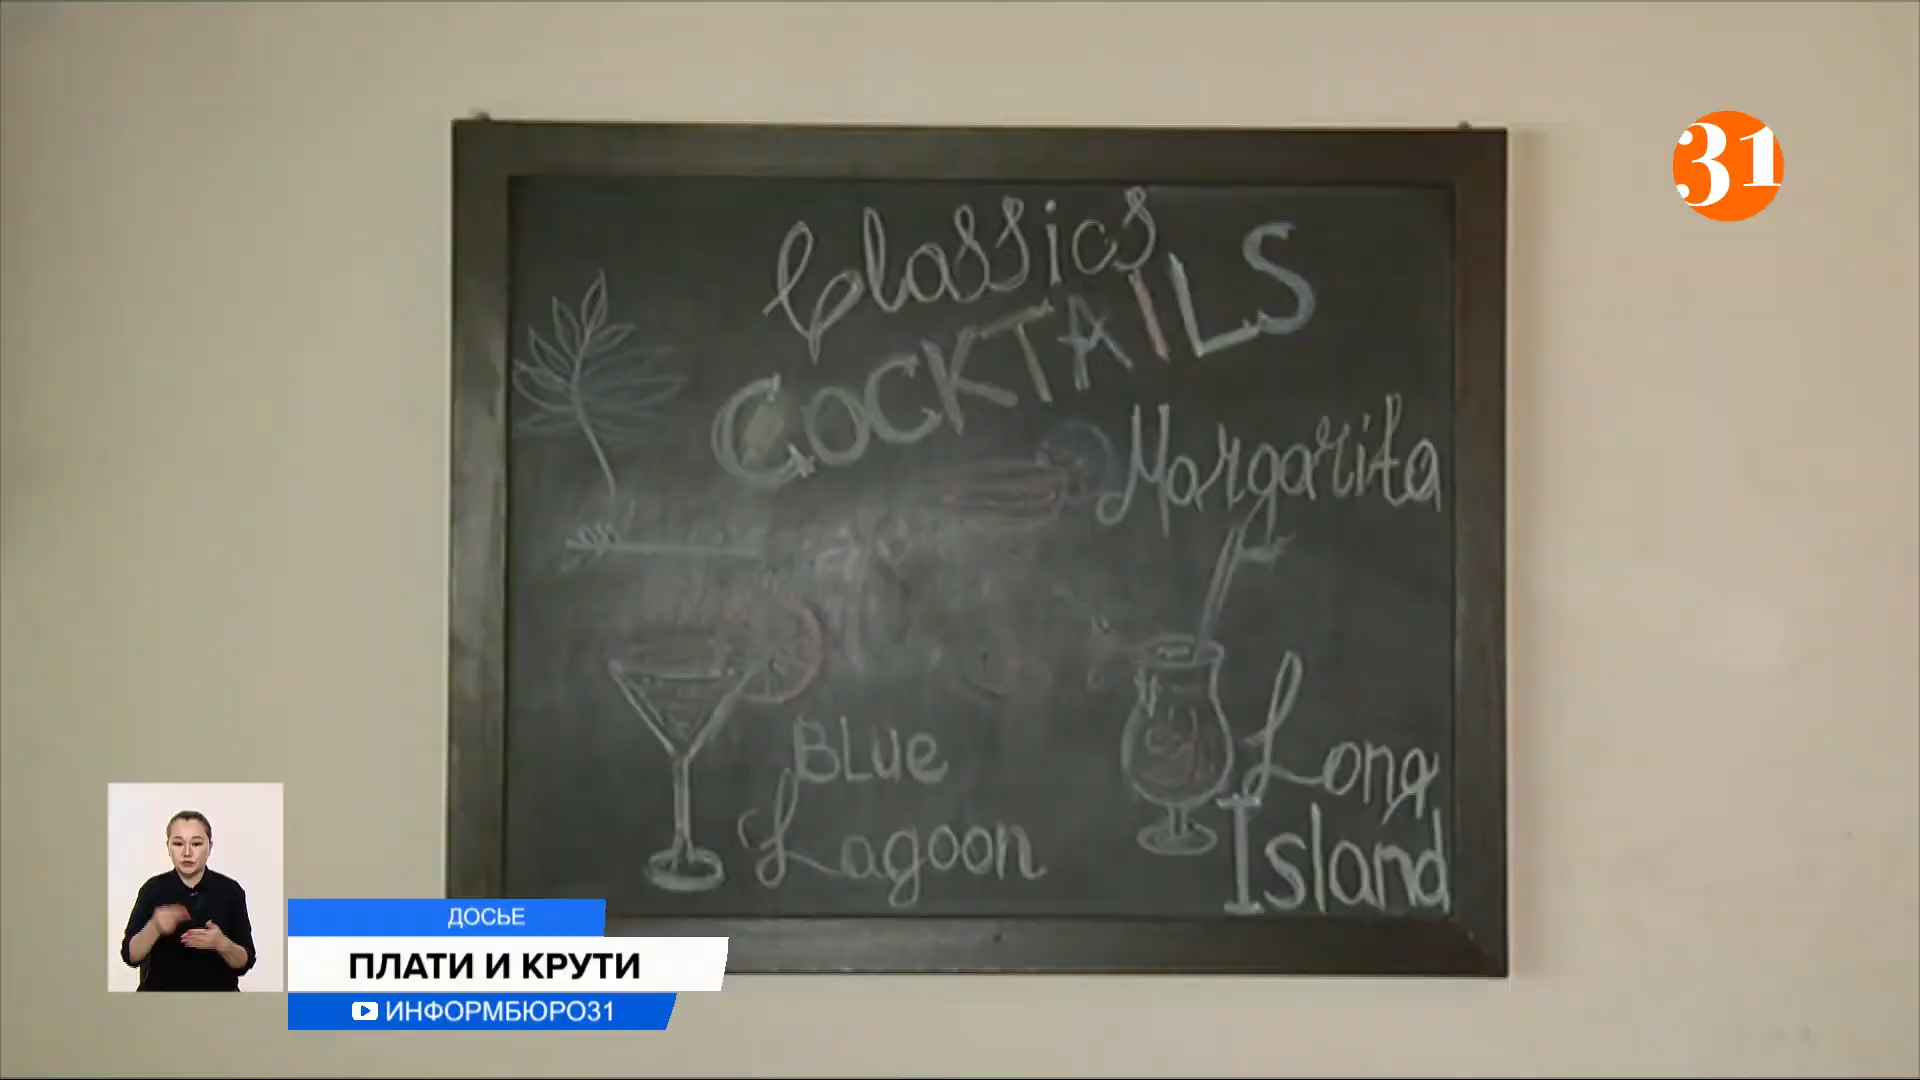 31
Classics
COCKTAILS
Margarita
BLue
Lagoon
Long
Island
ДОСЬЕ
ПЛАТИ И КРУТИ
ИНФОРМБЮРО31